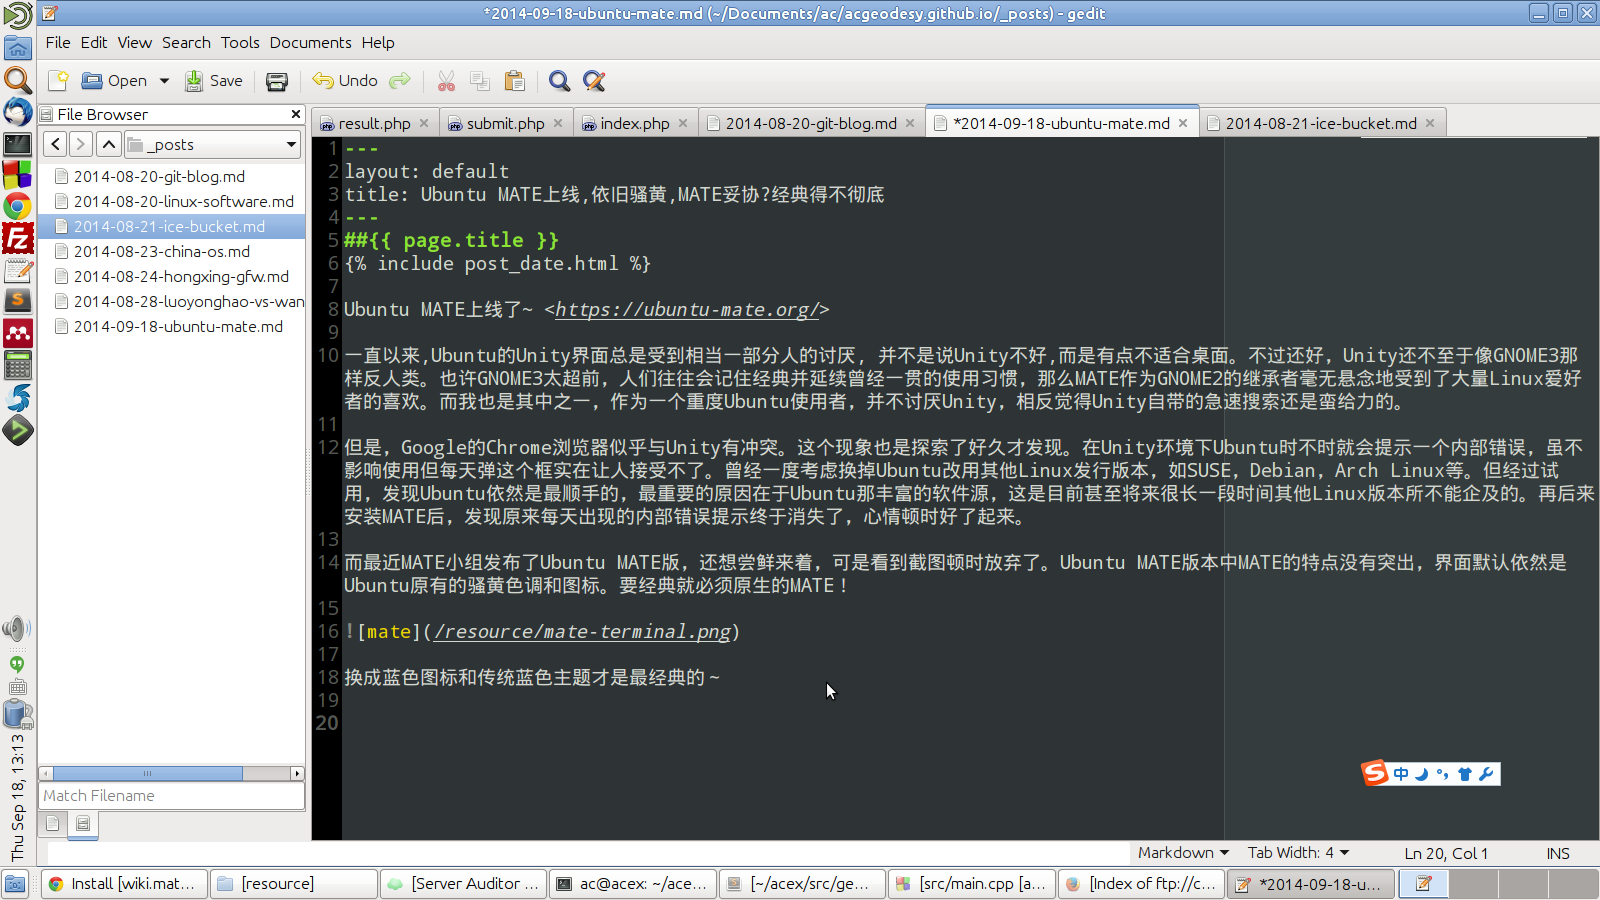 *2014-09-18-ubuntu-mate.md (~/Documents/ac/acgeodesy.github.io/_posts) - gedit
File Edit View Search Tools Documents Help
Open Save Undo
File Browser
result.php submit.php index.php 2014-08-20-git-blog.md *2014-09-18-ubuntu-mate.md 2014-08-21-ice-bucket.md
_posts
2014-08-20-git-blog.md
2014-08-20-linux-software.md
2014-08-21-ice-bucket.md
2014-08-23-china-os.md
2014-08-24-hongxing-gfw.md
2014-08-28-luoyonghao-vs-wan
2014-09-18-ubuntu-mate.md
Match Filename
1 ---
2 layout: default
3 title: Ubuntu MATE上线,依旧骚黄,MATE妥协?经典得不彻底
4 ---
5 ##{{ page.title }}
6 {% include post_date.html %}
7
8 Ubuntu MATE上线了~ <https://ubuntu-mate.org/>
9
10 一直以来,Ubuntu的Unity界面总是受到相当一部分人的讨厌, 并不是说Unity不好,而是有点不适合桌面。不过还好，Unity还不至于像GNOME3那
样反人类。也许GNOME3太超前，人们往往会记住经典并延续曾经一贯的使用习惯，那么MATE作为GNOME2的继承者毫无悬念地受到了大量Linux爱好
者的喜欢。而我也是其中之一，作为一个重度Ubuntu使用者，并不讨厌Unity，相反觉得Unity自带的急速搜索还是蛮给力的。
11
12 但是，Google的Chrome浏览器似乎与Unity有冲突。这个现象也是探索了好久才发现。在Unity环境下Ubuntu时不时就会提示一个内部错误，虽不
影响使用但每天弹这个框实在让人接受不了。曾经一度考虑换掉Ubuntu改用其他Linux发行版本，如SUSE，Debian，Arch Linux等。但经过试
用，发现Ubuntu依然是最顺手的，最重要的原因在于Ubuntu那丰富的软件源，这是目前甚至将来很长一段时间其他Linux版本所不能企及的。再后来
安装MATE后，发现原来每天出现的内部错误提示终于消失了，心情顿时好了起来。
13
14 而最近MATE小组发布了Ubuntu MATE版，还想尝鲜来着，可是看到截图顿时放弃了。Ubuntu MATE版本中MATE的特点没有突出，界面默认依然是
Ubuntu原有的骚黄色调和图标。要经典就必须原生的MATE！
15
16 ![mate](/resource/mate-terminal.png)
17
18 换成蓝色图标和传统蓝色主题才是最经典的～
19
20
中
Thu Sep 18, 13:13
Markdown Tab Width: 4 Ln 20, Col 1 INS
Install [wiki.mat... [resource] [Server Auditor ... ac@acex: ~/ace... [~/acex/src/ge... [src/main.cpp [a... [Index of ftp://c... *2014-09-18-u...